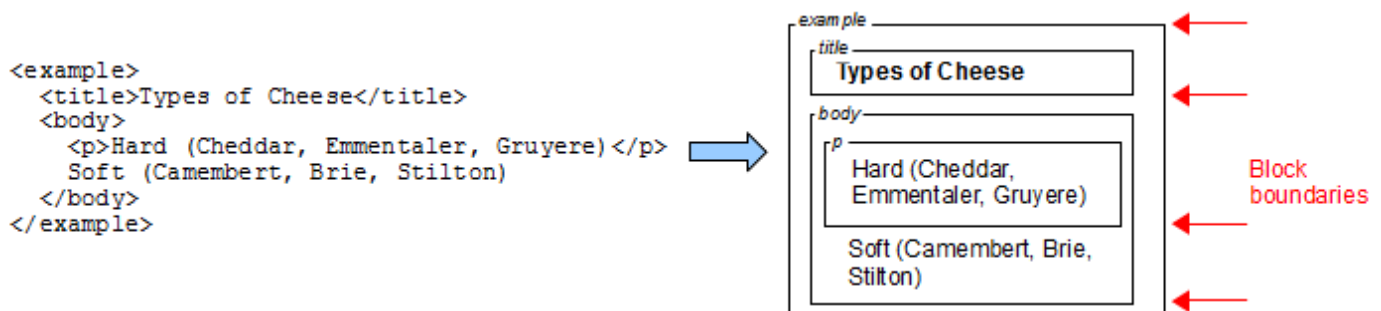 <example>
<title>Types of Cheese</title>
<body>
<p>Hard (Cheddar, Emmentaler, Gruyere)</p>
Soft (Camembert, Brie, Stilton)
</body>
</example>
example
title
Types of Cheese
body
p
Hard (Cheddar,
Emmentaler, Gruyere)
Soft (Camembert, Brie,
Stilton)
Block
boundaries